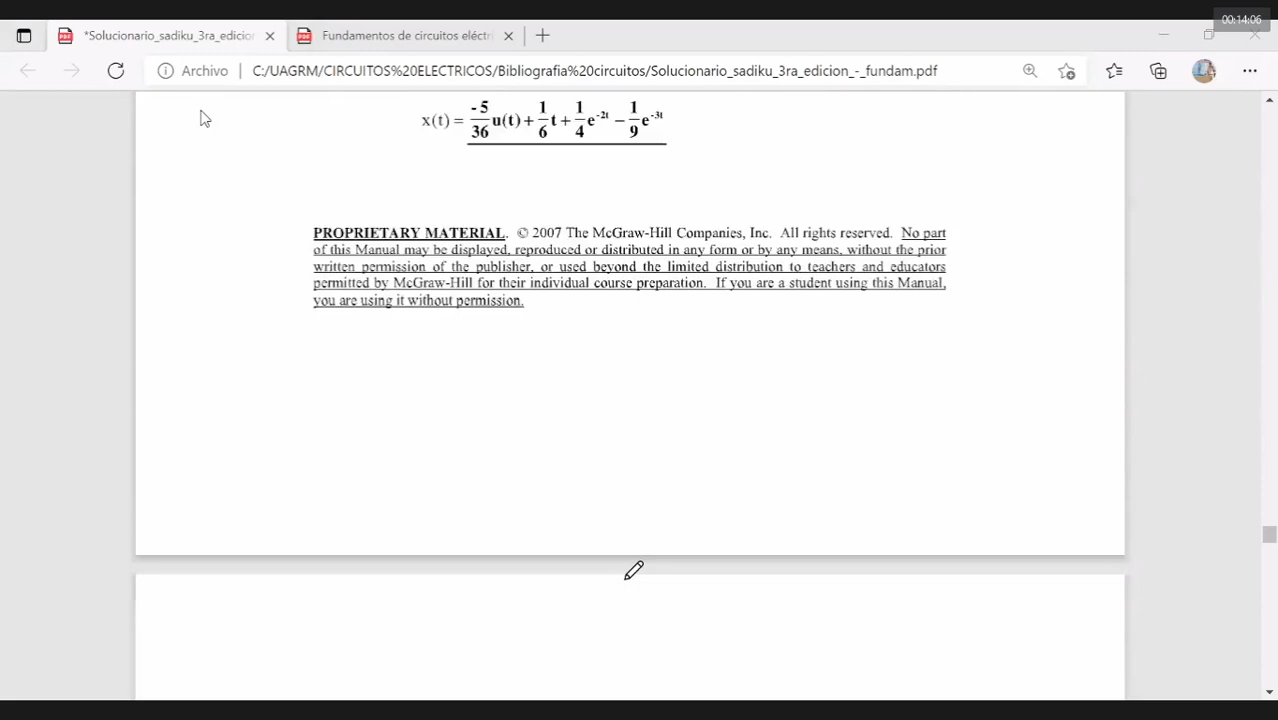 00:14:06
*Solucionario_sadiku_3ra_edicion
Fundamentos de circuitos eléctri
Archivo | C:/UAGRM/CIRCUITOS%20ELECTRICOS/Bibliografia%20circuitos/Solucionario_sadiku_3ra_edicion_-_fundam.pdf
x(t) = -5/36 u(t) + 1/6 t + 1/4 e^-2t − 1/9 e^-3t
PROPRIETARY MATERIAL. © 2007 The McGraw-Hill Companies, Inc. All rights reserved. No part
of this Manual may be displayed, reproduced or distributed in any form or by any means, without the prior
written permission of the publisher, or used beyond the limited distribution to teachers and educators
permitted by McGraw-Hill for their individual course preparation. If you are a student using this Manual,
you are using it without permission.